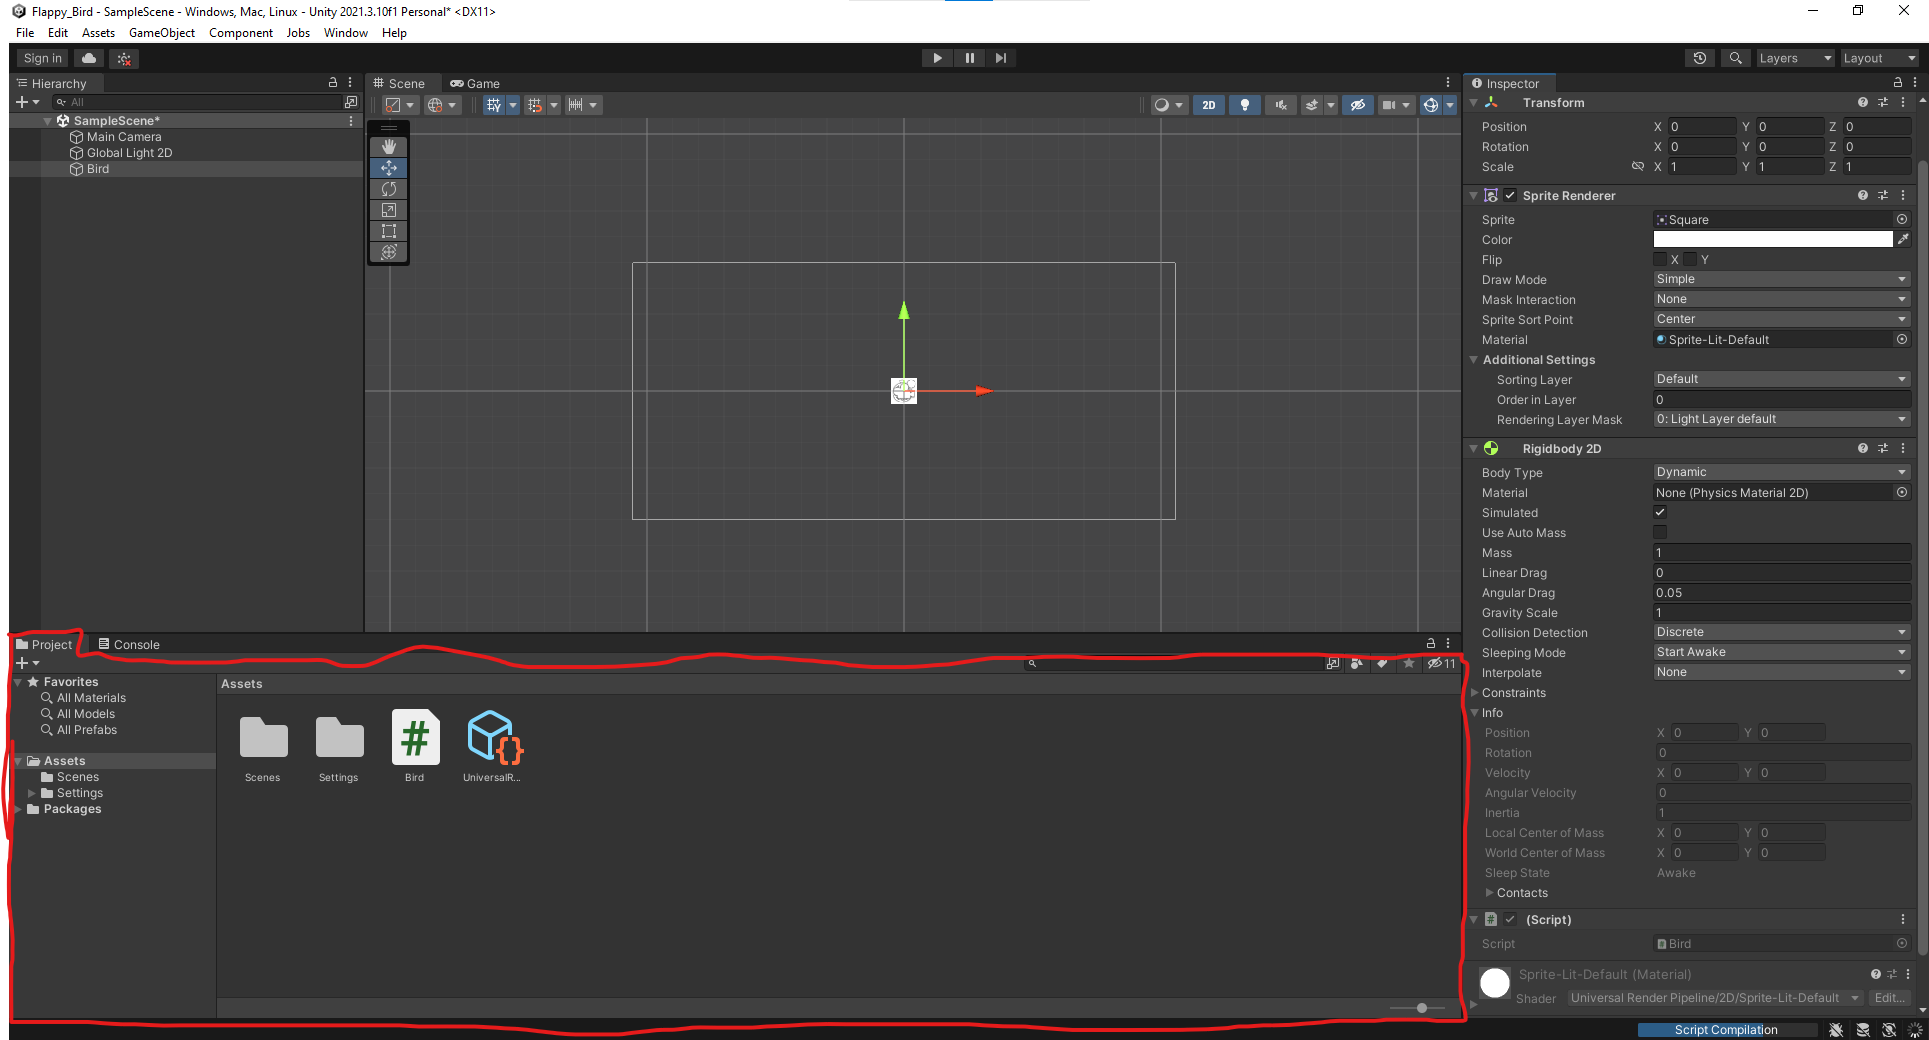 Flappy_Bird - SampleScene - Windows, Mac, Linux - Unity 2021.3.10f1 Personal* <DX11>
File Edit Assets GameObject Component Jobs Window Help
Sign in
Layers
Layout
Hierarchy
All
SampleScene*
Main Camera
Global Light 2D
Bird
Scene
Game
2D
Inspector
Transform
Position X 0 Y 0 Z 0
Rotation X 0 Y 0 Z 0
Scale X 1 Y 1 Z 1
Sprite Renderer
Sprite Square
Color
Flip X Y
Draw Mode Simple
Mask Interaction None
Sprite Sort Point Center
Material Sprite-Lit-Default
Additional Settings
Sorting Layer Default
Order in Layer 0
Rendering Layer Mask 0: Light Layer default
Rigidbody 2D
Body Type Dynamic
Material None (Physics Material 2D)
Simulated
Use Auto Mass
Mass 1
Linear Drag 0
Angular Drag 0.05
Gravity Scale 1
Collision Detection Discrete
Sleeping Mode Start Awake
Interpolate None
Constraints
Info
Position X 0 Y 0
Rotation 0
Velocity X 0 Y 0
Angular Velocity 0
Inertia 1
Local Center of Mass X 0 Y 0
World Center of Mass X 0 Y 0
Sleep State Awake
Contacts
# (Script)
Script # Bird
Sprite-Lit-Default (Material)
Shader Universal Render Pipeline/2D/Sprite-Lit-Default Edit...
Project
Console
11
Favorites
All Materials
All Models
All Prefabs
Assets
Scenes
Settings
Packages
Assets
# {}
Scenes Settings Bird UniversalR...
Script Compilation